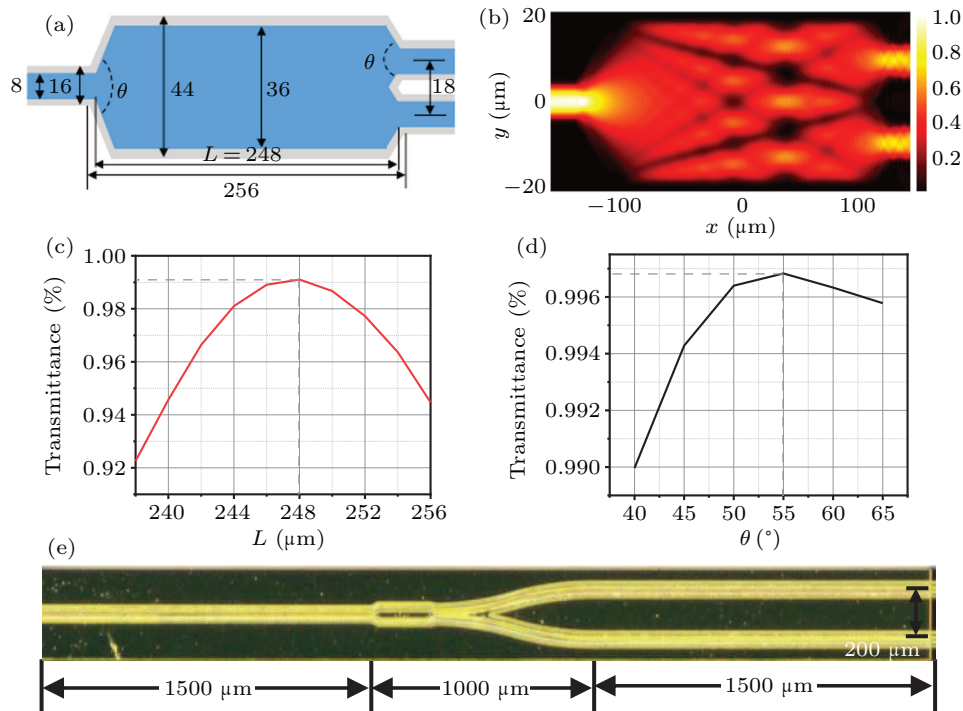 (a)
8
16
θ
44
36
θ
18
L = 248
256
(b)
20
0
−20
y (µm)
−100
0
100
x (µm)
1.0
0.8
0.6
0.4
0.2
(c)
1.00
0.98
0.96
0.94
0.92
Transmittance (%)
240
244
248
252
256
L (µm)
(d)
0.996
0.994
0.992
0.990
Transmittance (%)
40
45
50
55
60
65
θ (°)
(e)
200 µm
1500 µm
1000 µm
1500 µm